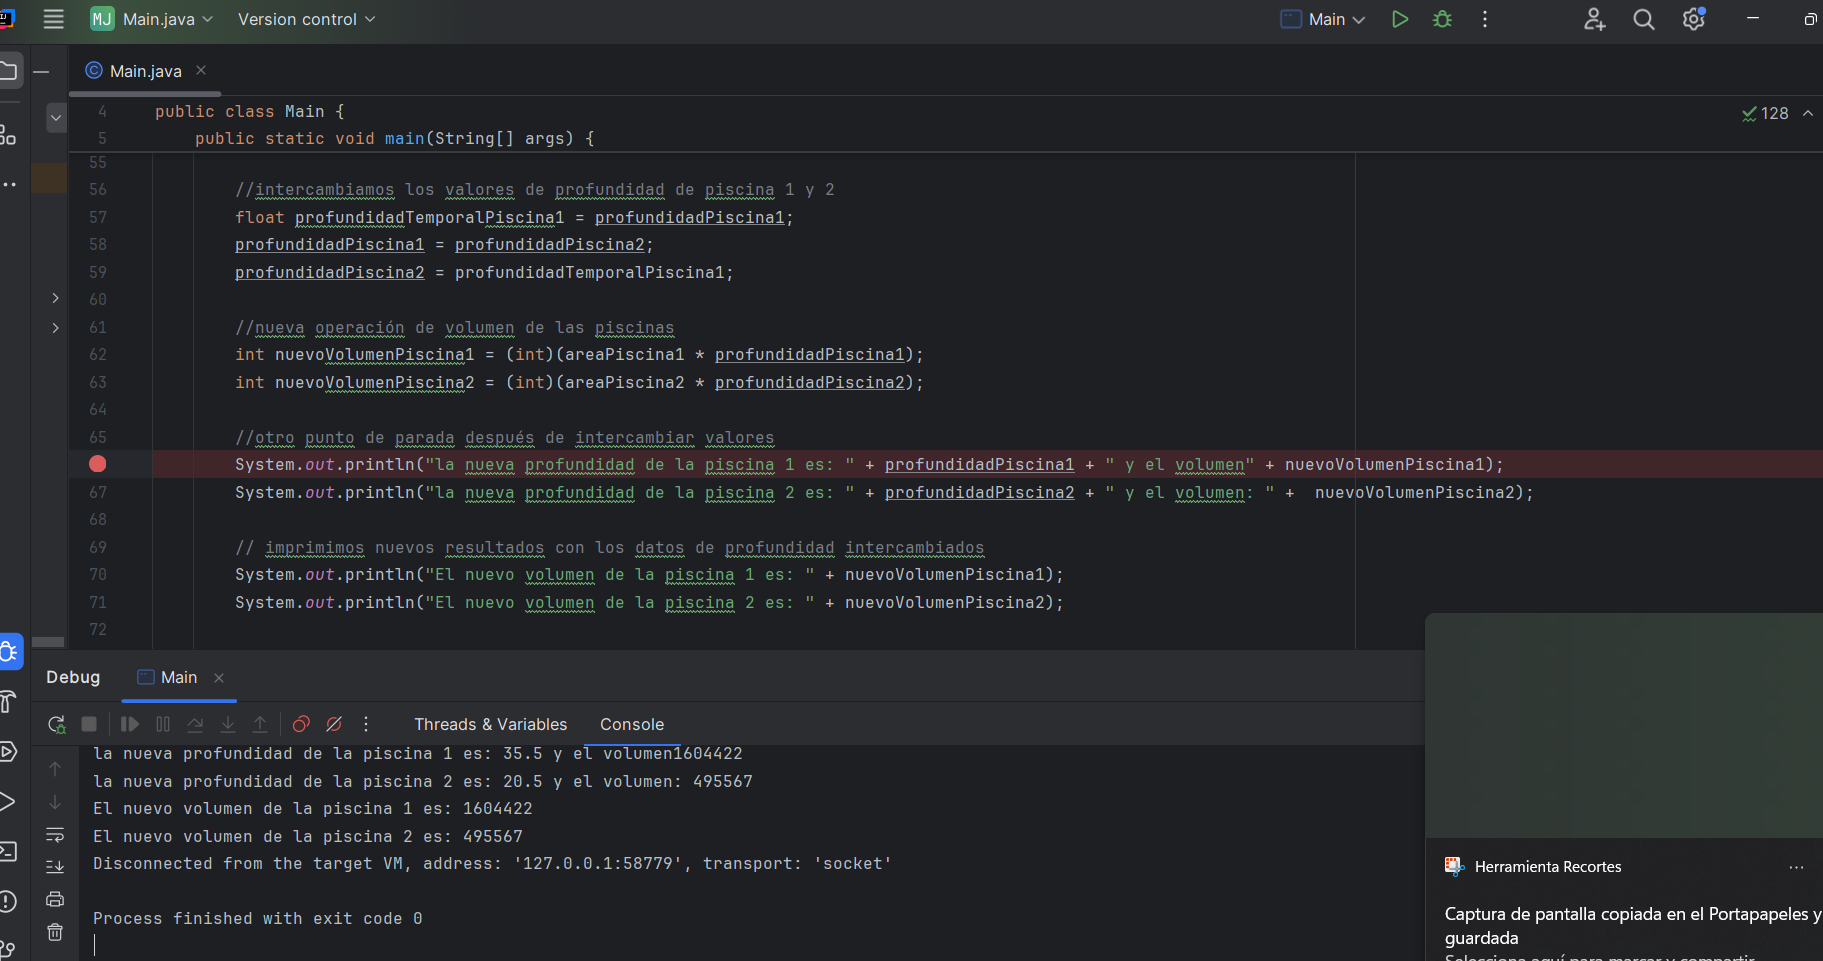 MJ Main.java Version control Main
Main.java
4 public class Main { 128
5 public static void main(String[] args) {
55
56 //intercambiamos los valores de profundidad de piscina 1 y 2
57 float profundidadTemporalPiscina1 = profundidadPiscina1;
58 profundidadPiscina1 = profundidadPiscina2;
59 profundidadPiscina2 = profundidadTemporalPiscina1;
60
61 //nueva operación de volumen de las piscinas
62 int nuevoVolumenPiscina1 = (int)(areaPiscina1 * profundidadPiscina1);
63 int nuevoVolumenPiscina2 = (int)(areaPiscina2 * profundidadPiscina2);
64
65 //otro punto de parada después de intercambiar valores
System.out.println("la nueva profundidad de la piscina 1 es: " + profundidadPiscina1 + " y el volumen" + nuevoVolumenPiscina1);
67 System.out.println("la nueva profundidad de la piscina 2 es: " + profundidadPiscina2 + " y el volumen: " +  nuevoVolumenPiscina2);
68
69 // imprimimos nuevos resultados con los datos de profundidad intercambiados
70 System.out.println("El nuevo volumen de la piscina 1 es: " + nuevoVolumenPiscina1);
71 System.out.println("El nuevo volumen de la piscina 2 es: " + nuevoVolumenPiscina2);
72
Debug Main
Threads & Variables Console
la nueva profundidad de la piscina 1 es: 35.5 y el volumen1604422
la nueva profundidad de la piscina 2 es: 20.5 y el volumen: 495567
El nuevo volumen de la piscina 1 es: 1604422
El nuevo volumen de la piscina 2 es: 495567
Disconnected from the target VM, address: '127.0.0.1:58779', transport: 'socket'
Process finished with exit code 0
Herramienta Recortes
Captura de pantalla copiada en el Portapapeles y
guardada
Selecciona aquí para marcar y compartir